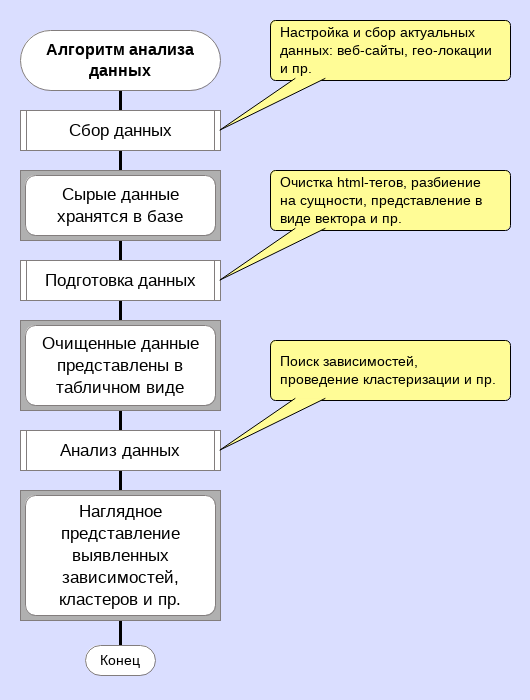 Алгоритм анализа
данных
Настройка и сбор актуальных
данных: веб-сайты, гео-локации
и пр.
Сбор данных
Сырые данные
хранятся в базе
Очистка html-тегов, разбиение
на сущности, представление в
виде вектора и пр.
Подготовка данных
Очищенные данные
представлены в
табличном виде
Поиск зависимостей,
проведение кластеризации и пр.
Анализ данных
Наглядное
представление
выявленных
зависимостей,
кластеров и пр.
Конец